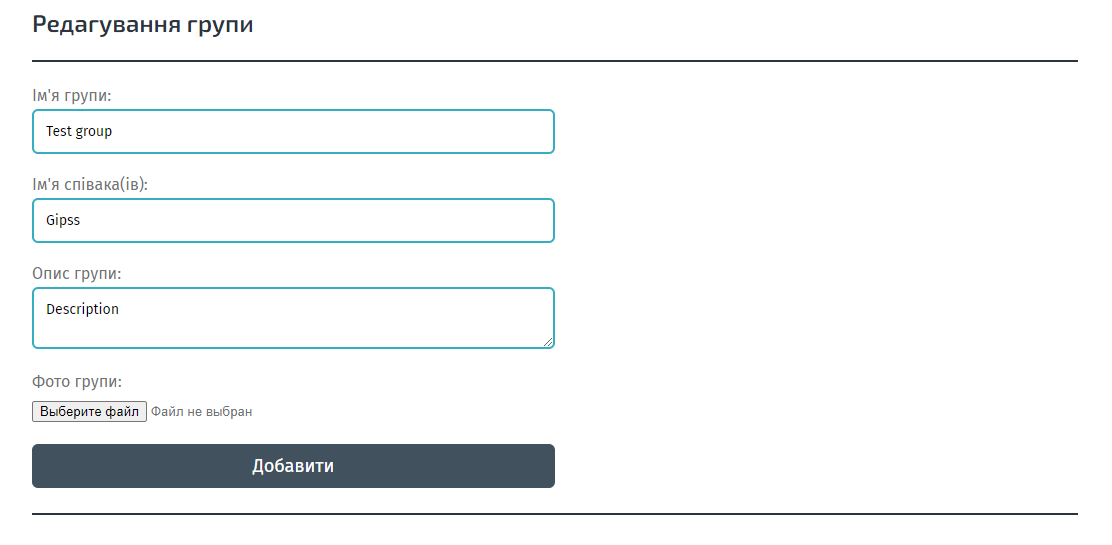 Редагування групи
Ім'я групи:
Test group
Ім'я співака(ів):
Gipss
Опис групи:
Description
Фото групи:
Выберите файл Файл не выбран
Добавити